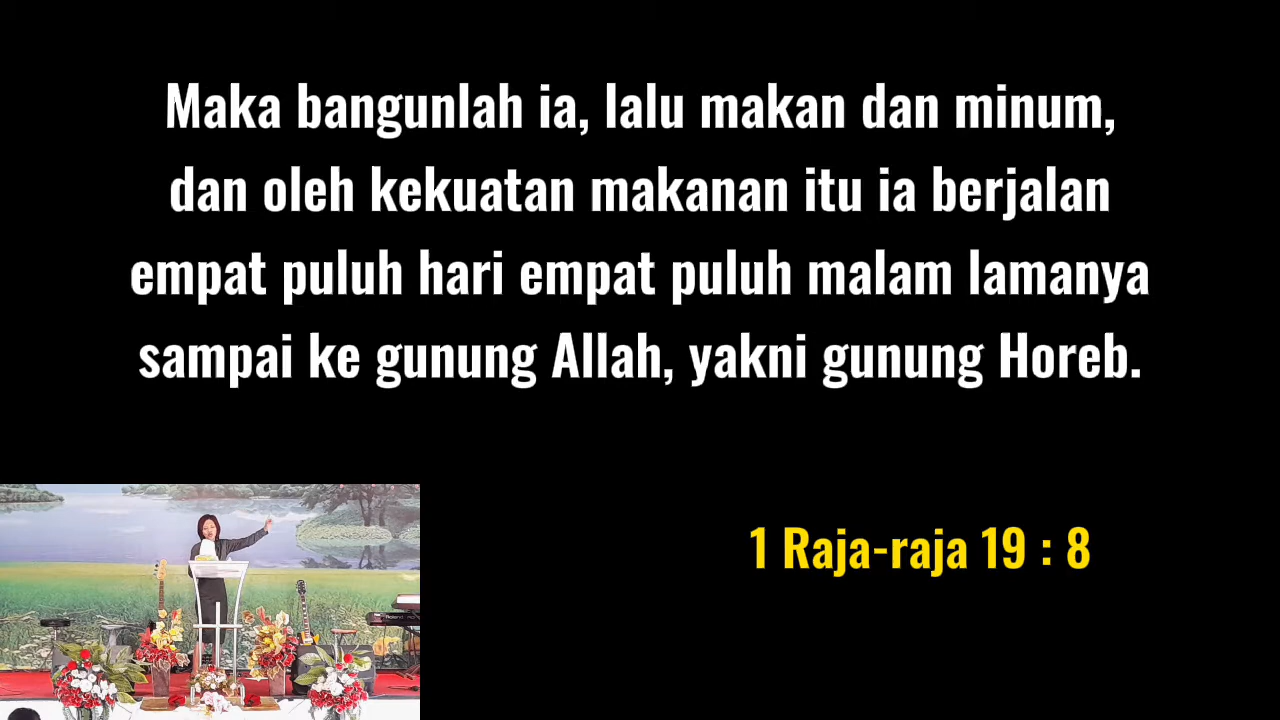 Maka bangunlah ia, lalu makan dan minum,
dan oleh kekuatan makanan itu ia berjalan
empat puluh hari empat puluh malam lamanya
sampai ke gunung Allah, yakni gunung Horeb.
1 Raja-raja 19 : 8
Roland